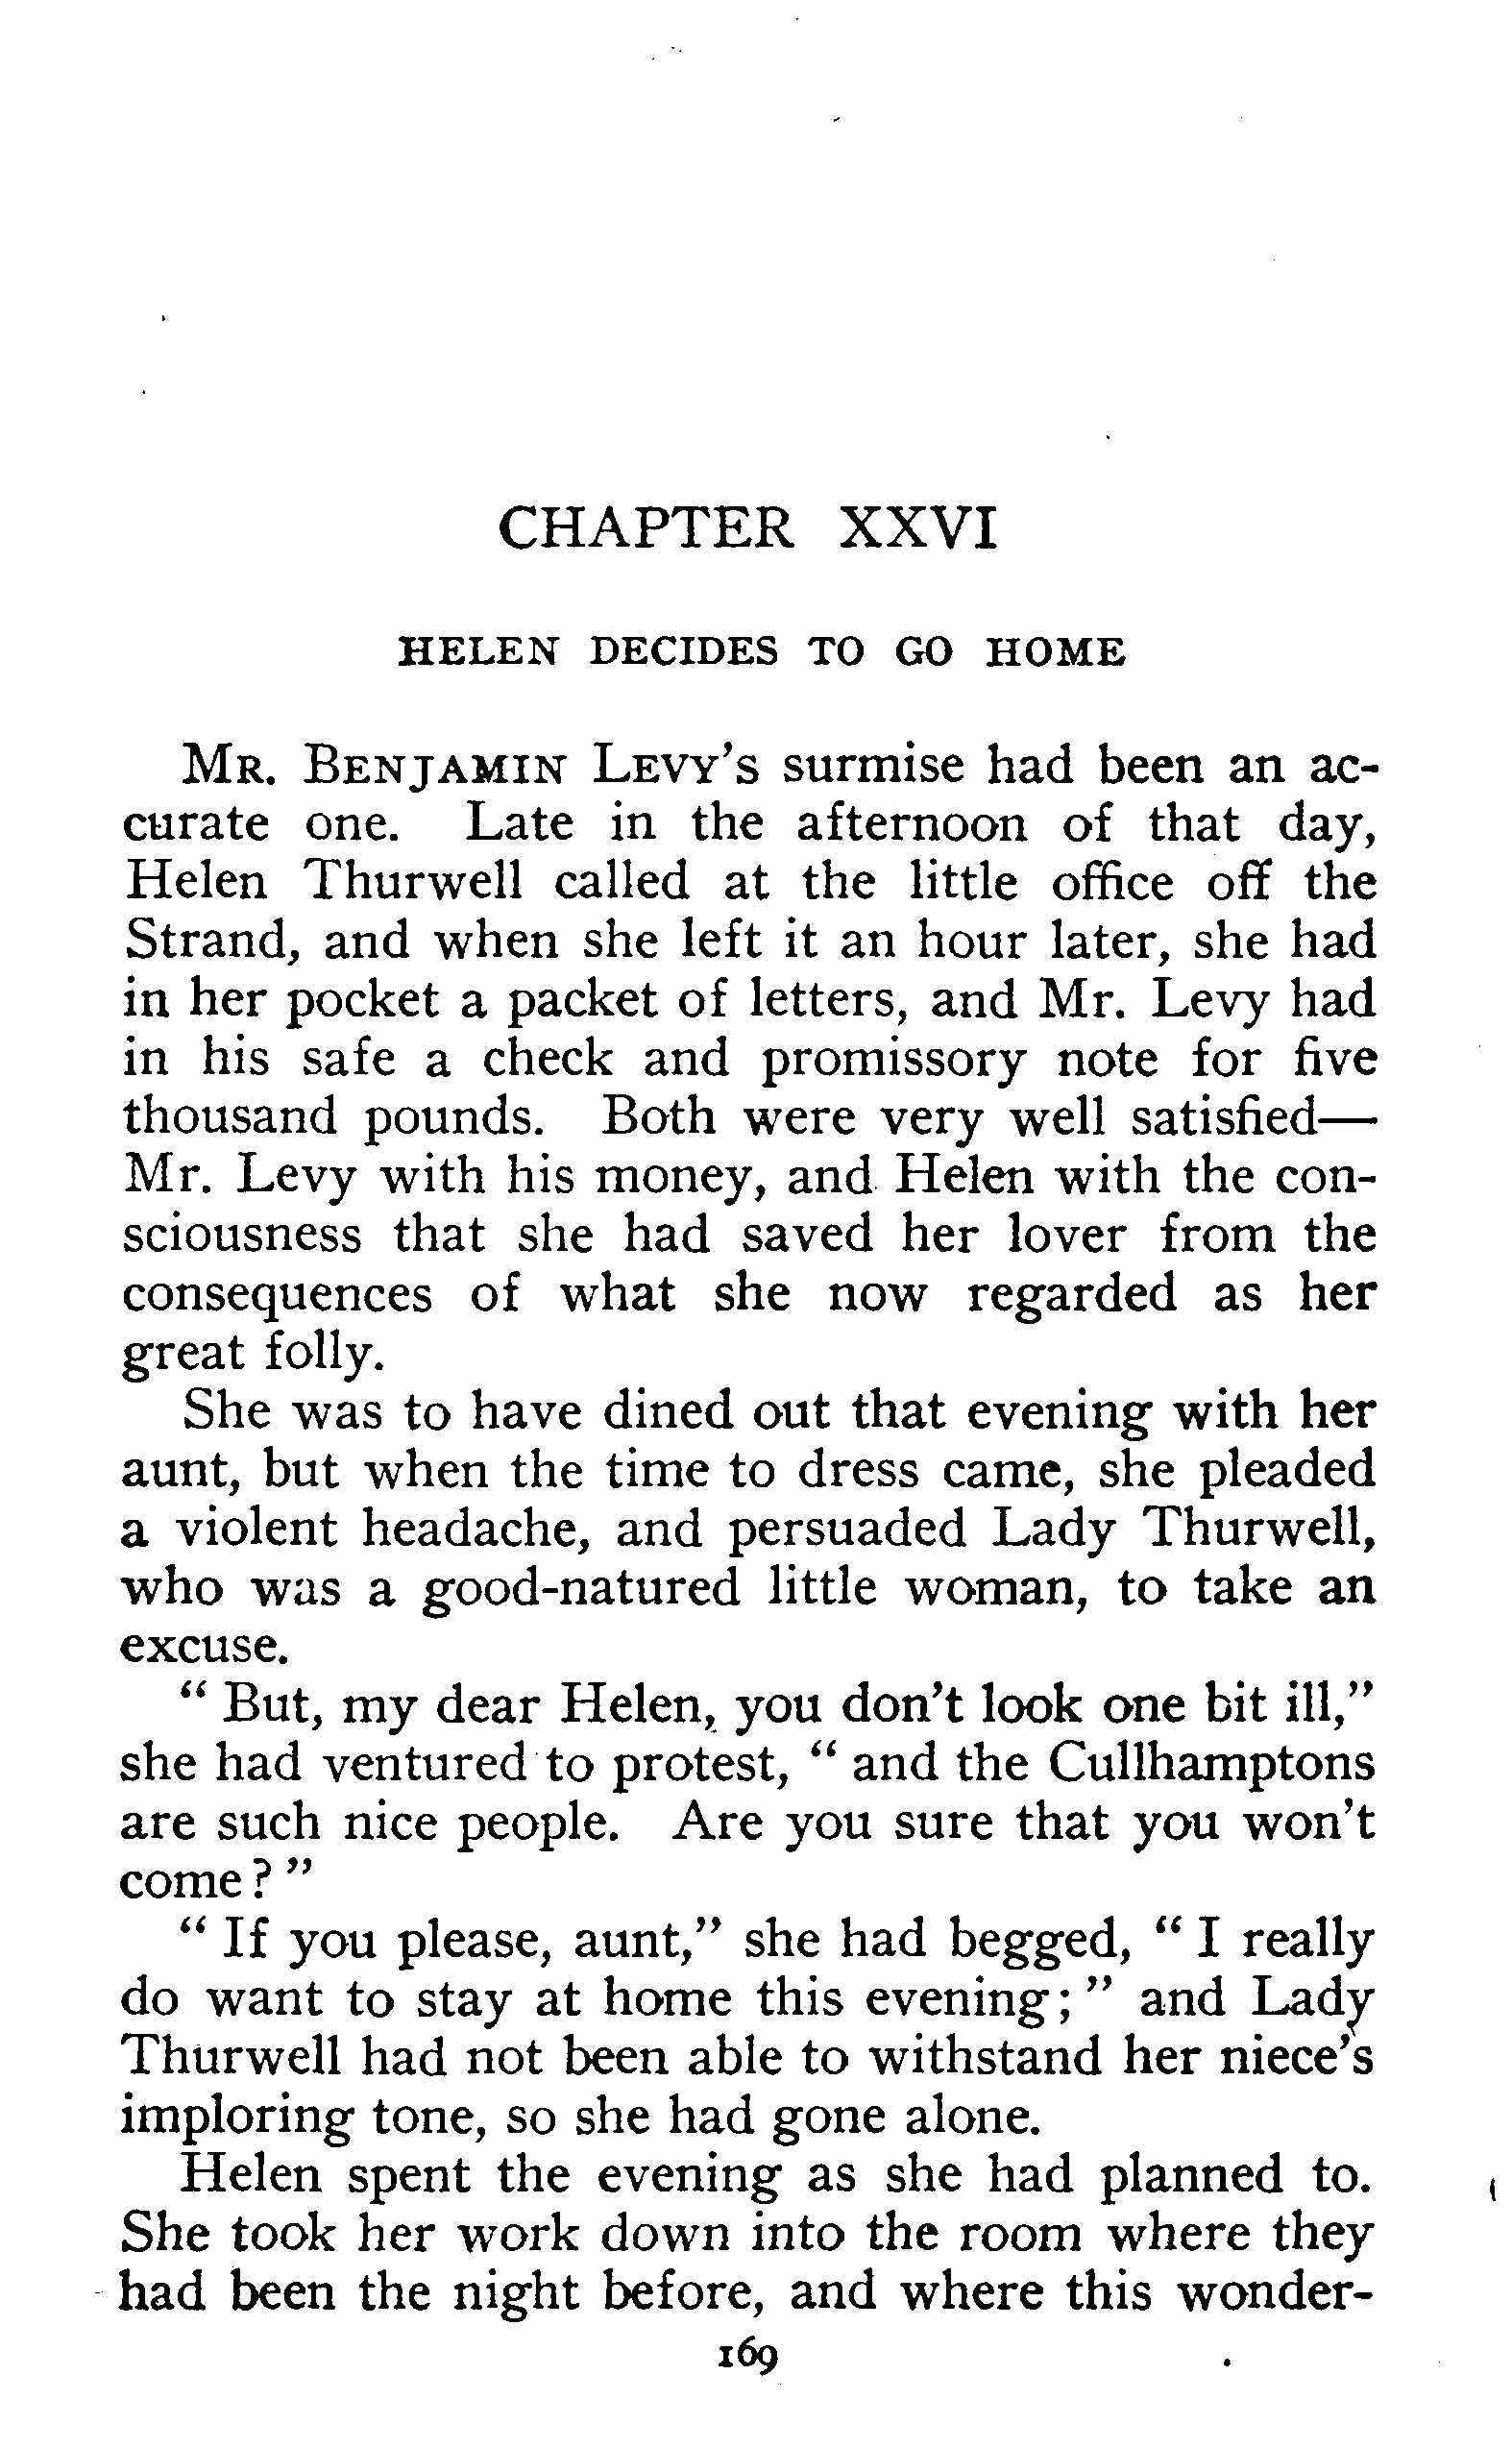 CHAPTER XXVI
HELEN DECIDES TO GO HOME
MR. BENJAMIN LEVY'S surmise had been an ac-
curate one. Late in the afternoon of that day,
Helen Thurwell called at the little office off the
Strand, and when she left it an hour later, she had
in her pocket a packet of letters, and Mr. Levy had
in his safe a check and promissory note for five
thousand pounds. Both were very well satisfied—
Mr. Levy with his money, and Helen with the con-
sciousness that she had saved her lover from the
consequences of what she now regarded as her
great folly.
She was to have dined out that evening with her
aunt, but when the time to dress came, she pleaded
a violent headache, and persuaded Lady Thurwell,
who was a good-natured little woman, to take an
excuse.
" But, my dear Helen, you don't look one bit ill,"
she had ventured to protest, " and the Cullhamptons
are such nice people. Are you sure that you won't
come? "
" If you please, aunt," she had begged, " I really
do want to stay at home this evening; " and Lady
Thurwell had not been able to withstand her niece's
imploring tone, so she had gone alone.
Helen spent the evening as she had planned to.
She took her work down into the room where they
had been the night before, and where this wonder-
169